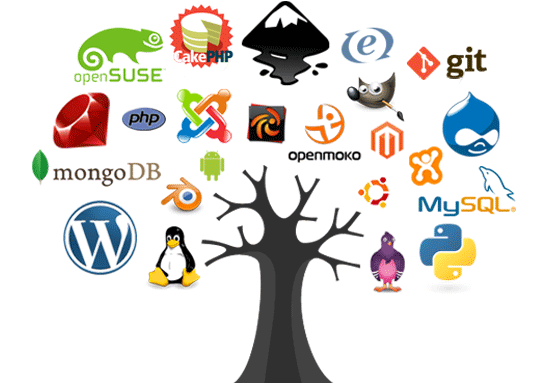 openSUSE
CakePHP
e
git
php
openmoko
mongoDB
MySQL®
W